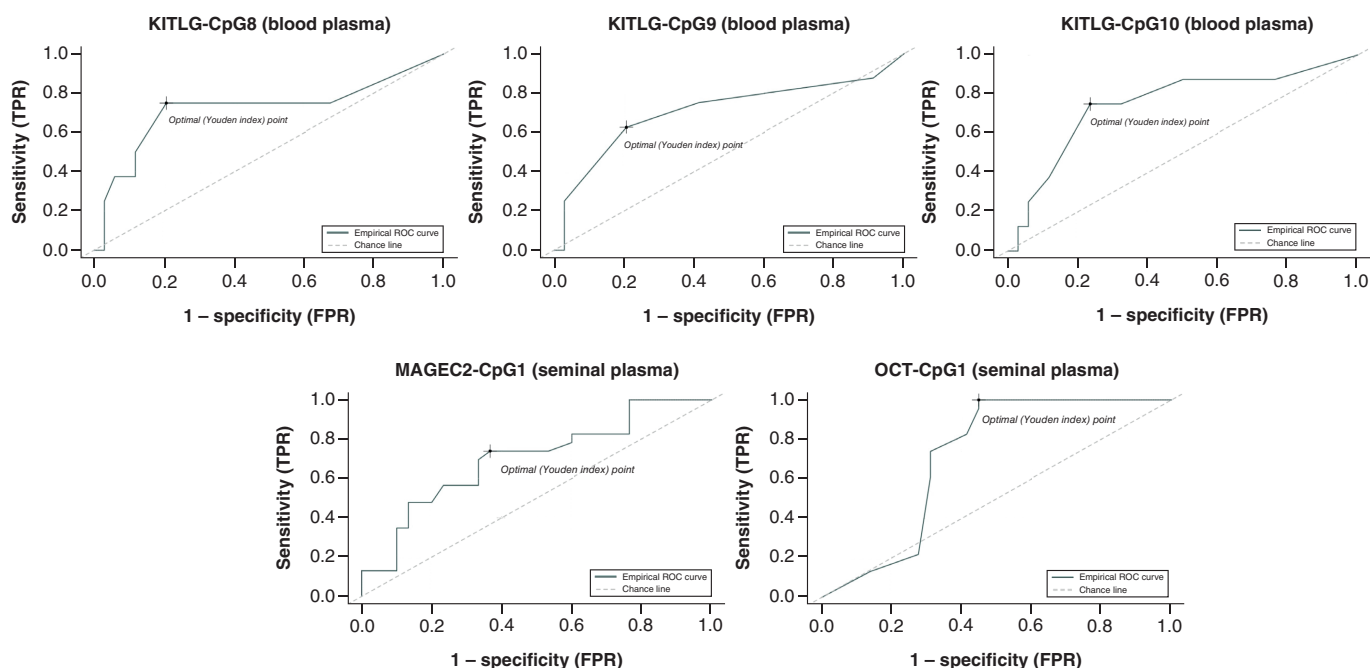 KITLG-CpG8 (blood plasma)
Sensitivity (TPR)
1.0
0.8
0.6
0.4
0.2
0.0
Optimal (Youden index) point
Empirical ROC curve
Chance line
0.0 0.2 0.4 0.6 0.8 1.0
1 – specificity (FPR)
KITLG-CpG9 (blood plasma)
Sensitivity (TPR)
1.0
0.8
0.6
0.4
0.2
0.0
Optimal (Youden index) point
Empirical ROC curve
Chance line
0.0 0.2 0.4 0.6 0.8 1.0
1 – specificity (FPR)
KITLG-CpG10 (blood plasma)
Sensitivity (TPR)
1.0
0.8
0.6
0.4
0.2
0.0
Optimal (Youden index) point
Empirical ROC curve
Chance line
0.0 0.2 0.4 0.6 0.8 1.0
1 – specificity (FPR)
MAGEC2-CpG1 (seminal plasma)
Sensitivity (TPR)
1.0
0.8
0.6
0.4
0.2
0.0
Optimal (Youden index) point
Empirical ROC curve
Chance line
0.0 0.2 0.4 0.6 0.8 1.0
1 – specificity (FPR)
OCT-CpG1 (seminal plasma)
Sensitivity (TPR)
1.0
0.8
0.6
0.4
0.2
0.0
Optimal (Youden index) point
Empirical ROC curve
Chance line
0.0 0.2 0.4 0.6 0.8 1.0
1 – specificity (FPR)